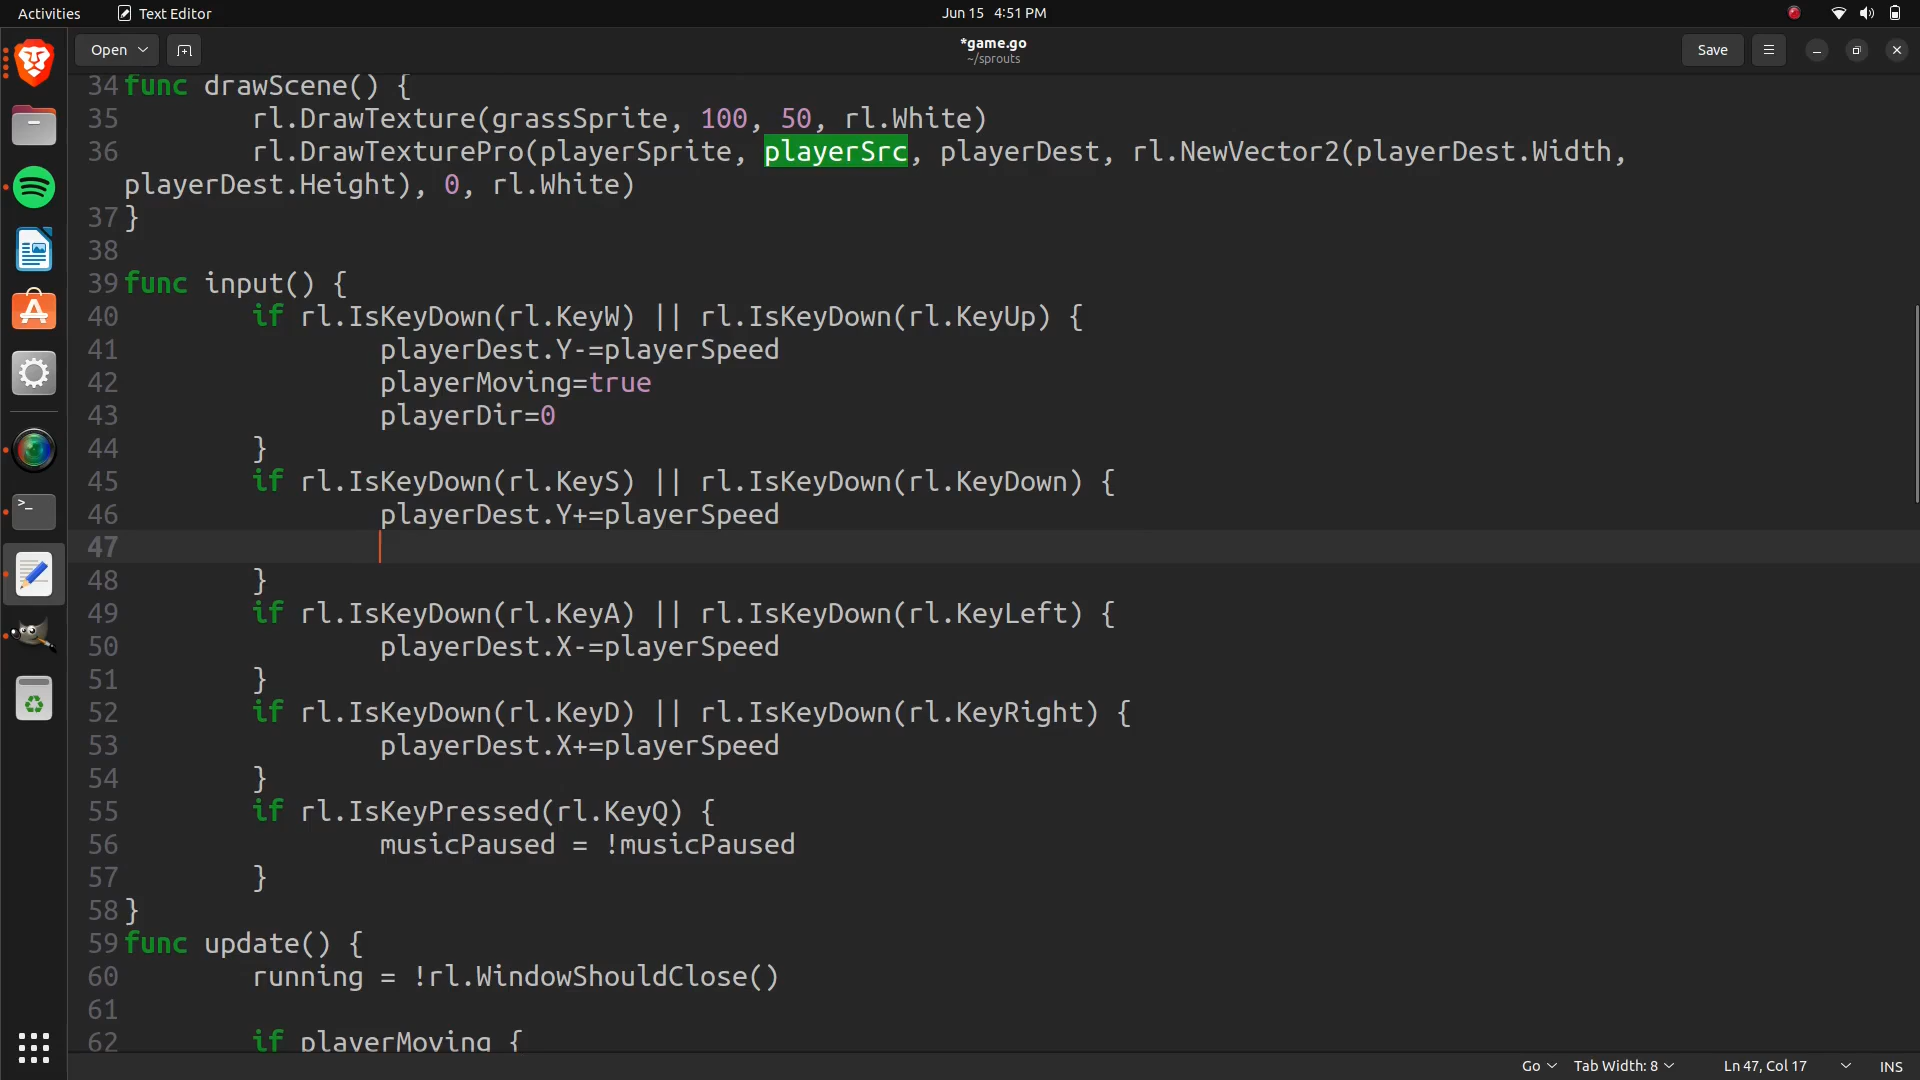 Activities Text Editor Jun 15 4:51 PM
Open *game.go Save
~/sprouts
34 func drawScene() {
35 rl.DrawTexture(grassSprite, 100, 50, rl.White)
36 rl.DrawTexturePro(playerSprite, playerSrc, playerDest, rl.NewVector2(playerDest.Width,
playerDest.Height), 0, rl.White)
37 }
38
39 func input() {
40 if rl.IsKeyDown(rl.KeyW) || rl.IsKeyDown(rl.KeyUp) {
41 playerDest.Y-=playerSpeed
42 playerMoving=true
43 playerDir=0
44 }
45 if rl.IsKeyDown(rl.KeyS) || rl.IsKeyDown(rl.KeyDown) {
46 playerDest.Y+=playerSpeed
47
48 }
49 if rl.IsKeyDown(rl.KeyA) || rl.IsKeyDown(rl.KeyLeft) {
50 playerDest.X-=playerSpeed
51 }
52 if rl.IsKeyDown(rl.KeyD) || rl.IsKeyDown(rl.KeyRight) {
53 playerDest.X+=playerSpeed
54 }
55 if rl.IsKeyPressed(rl.KeyQ) {
56 musicPaused = !musicPaused
57 }
58 }
59 func update() {
60 running = !rl.WindowShouldClose()
61
62 if playerMoving {
Go Tab Width: 8 Ln 47, Col 17 INS